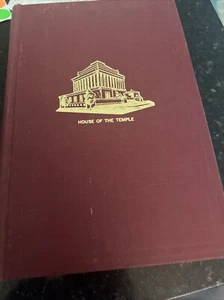 HOUSE OF THE TEMPLE